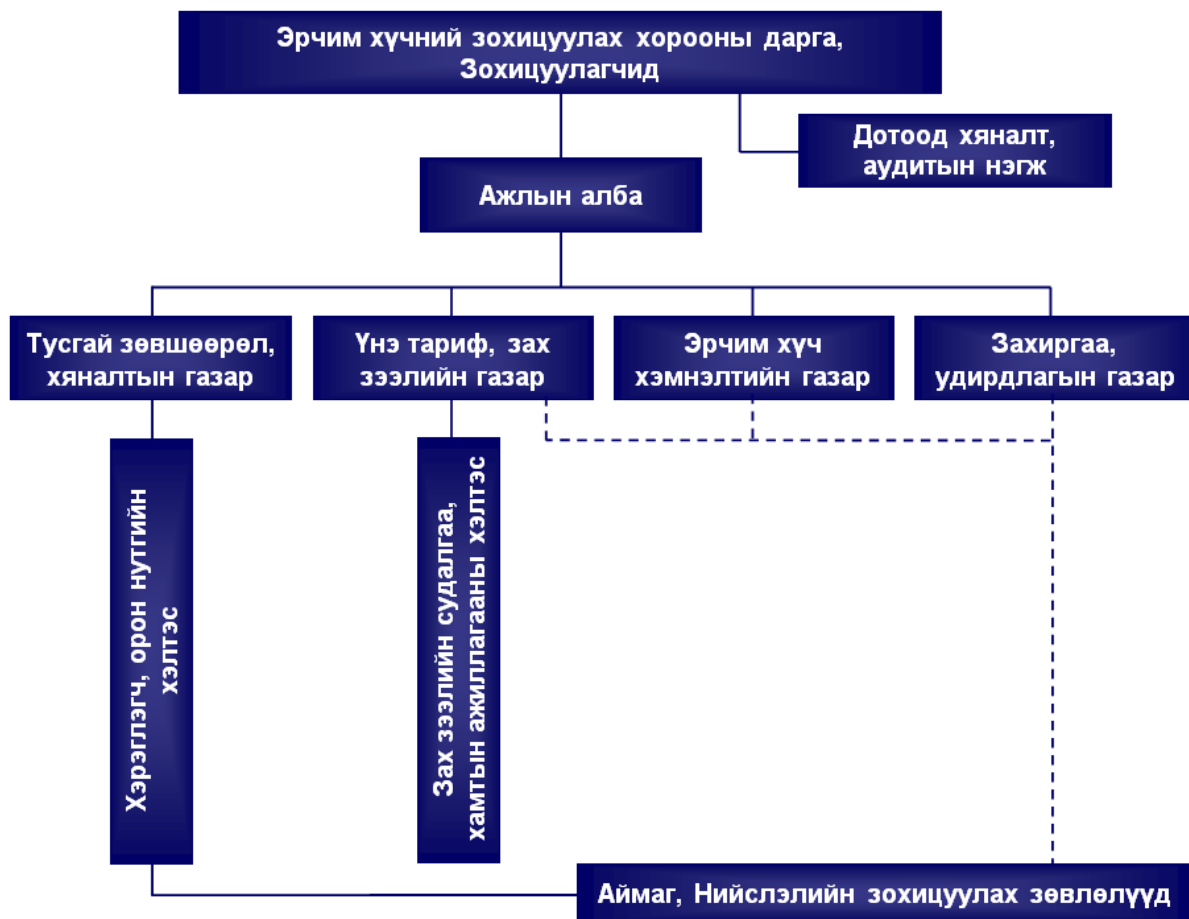 Эрчим хүчний зохицуулах хорооны дарга,
Зохицуулагчид
Дотоод хяналт,
аудитын нэгж
Ажлын алба
Тусгай зөвшөөрөл,
хяналтын газар
Үнэ тариф, зах
зээлийн газар
Эрчим хүч
хэмнэлтийн газар
Захиргаа,
удирдлагын газар
Хэрэглэгч, орон нутгийн
хэлтэс
Зах зээлийн судалгаа,
хамтын ажиллагааны хэлтэс
Аймаг, Нийслэлийн зохицуулах зөвлөлүүд